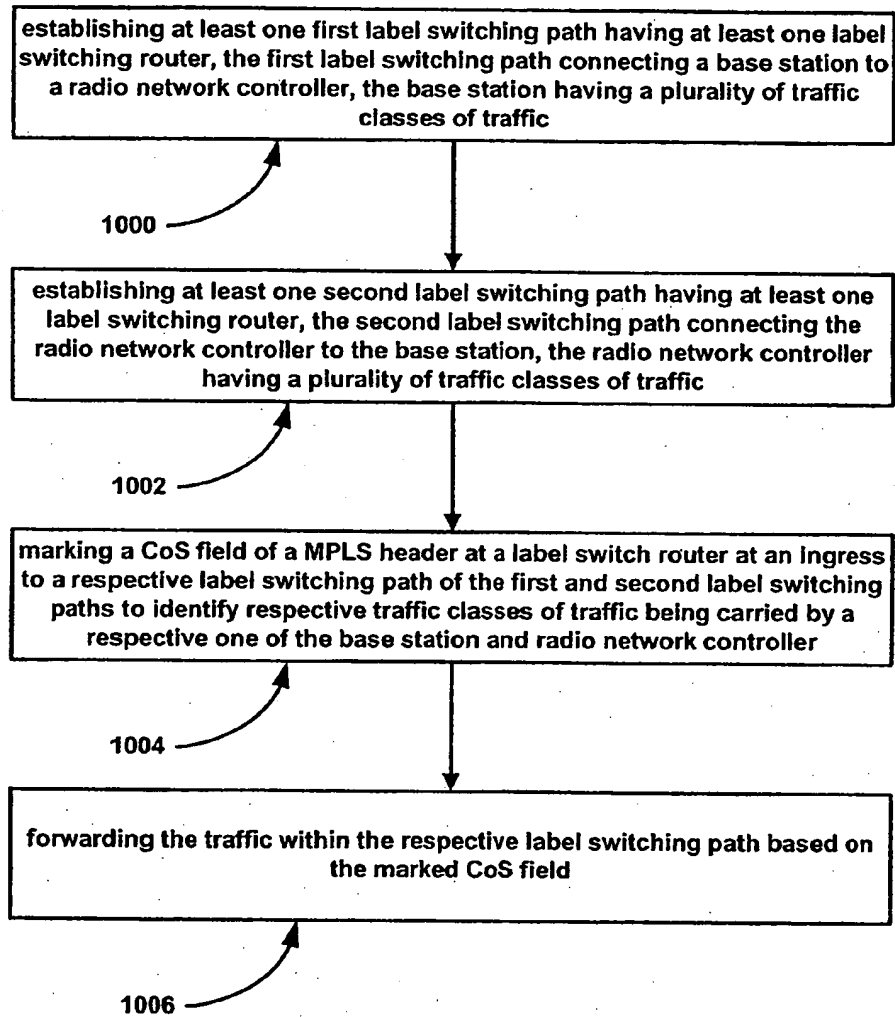 establishing at least one first label switching path having at least one label
switching router, the first label switching path connecting a base station to
a radio network controller, the base station having a plurality of traffic
classes of traffic
1000
establishing at least one second label switching path having at least one
label switching router, the second label switching path connecting the
radio network controller to the base station, the radio network controller
having a plurality of traffic classes of traffic
1002
marking a CoS field of a MPLS header at a label switch router at an ingress
to a respective label switching path of the first and second label switching
paths to identify respective traffic classes of traffic being carried by a
respective one of the base station and radio network controller
1004
forwarding the traffic within the respective label switching path based on
the marked CoS field
1006